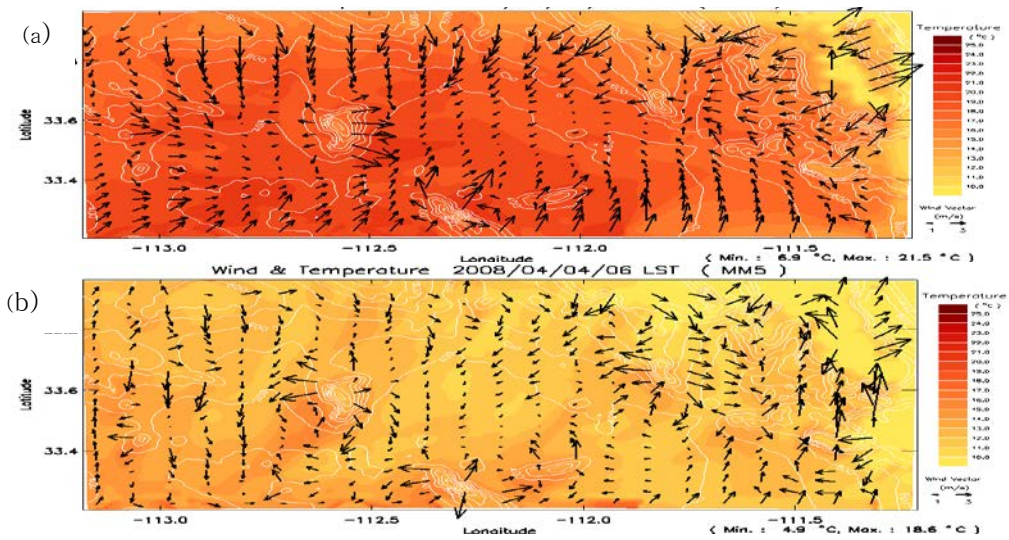 (a)
Latitude
33.6
33.4
-113.0
-112.5
-112.0
-111.5
Longitude
( Min. : 6.9 °C, Max. : 21.5 °C )
Temperature
( °C )
25.0
24.0
23.0
22.0
21.0
20.0
19.0
18.0
17.0
16.0
15.0
14.0
13.0
12.0
11.0
10.0
Wind Vector
(m/s)
1 3
Wind & Temperature 2008/04/04/06 LST ( MM5 )
(b)
Latitude
33.6
33.4
-113.0
-112.5
-112.0
-111.5
Longitude
( Min. : 4.9 °C, Max. : 18.6 °C )
Temperature
( °C )
25.0
24.0
23.0
22.0
21.0
20.0
19.0
18.0
17.0
16.0
15.0
14.0
13.0
12.0
11.0
10.0
Wind Vector
(m/s)
1 3